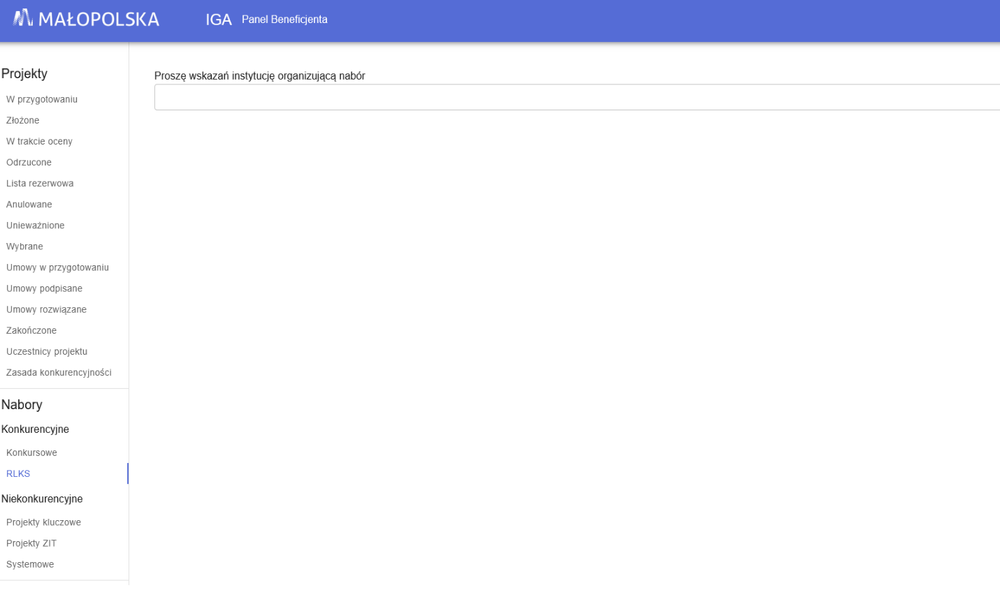 MAŁOPOLSKA IGA Panel Beneficjenta
Projekty
W przygotowaniu
Złożone
W trakcie oceny
Odrzucone
Lista rezerwowa
Anulowane
Unieważnione
Wybrane
Umowy w przygotowaniu
Umowy podpisane
Umowy rozwiązane
Zakończone
Uczestnicy projektu
Zasada konkurencyjności
Nabory
Konkurencyjne
Konkursowe
RLKS
Niekonkurencyjne
Projekty kluczowe
Projekty ZIT
Systemowe
Proszę wskazań instytucję organizującą nabór